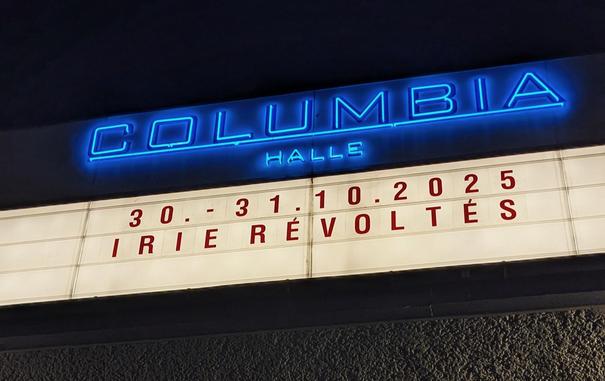 COLUMBIA
HALLE
30.-31.10.2025
IRIE RÉVOLTÉS